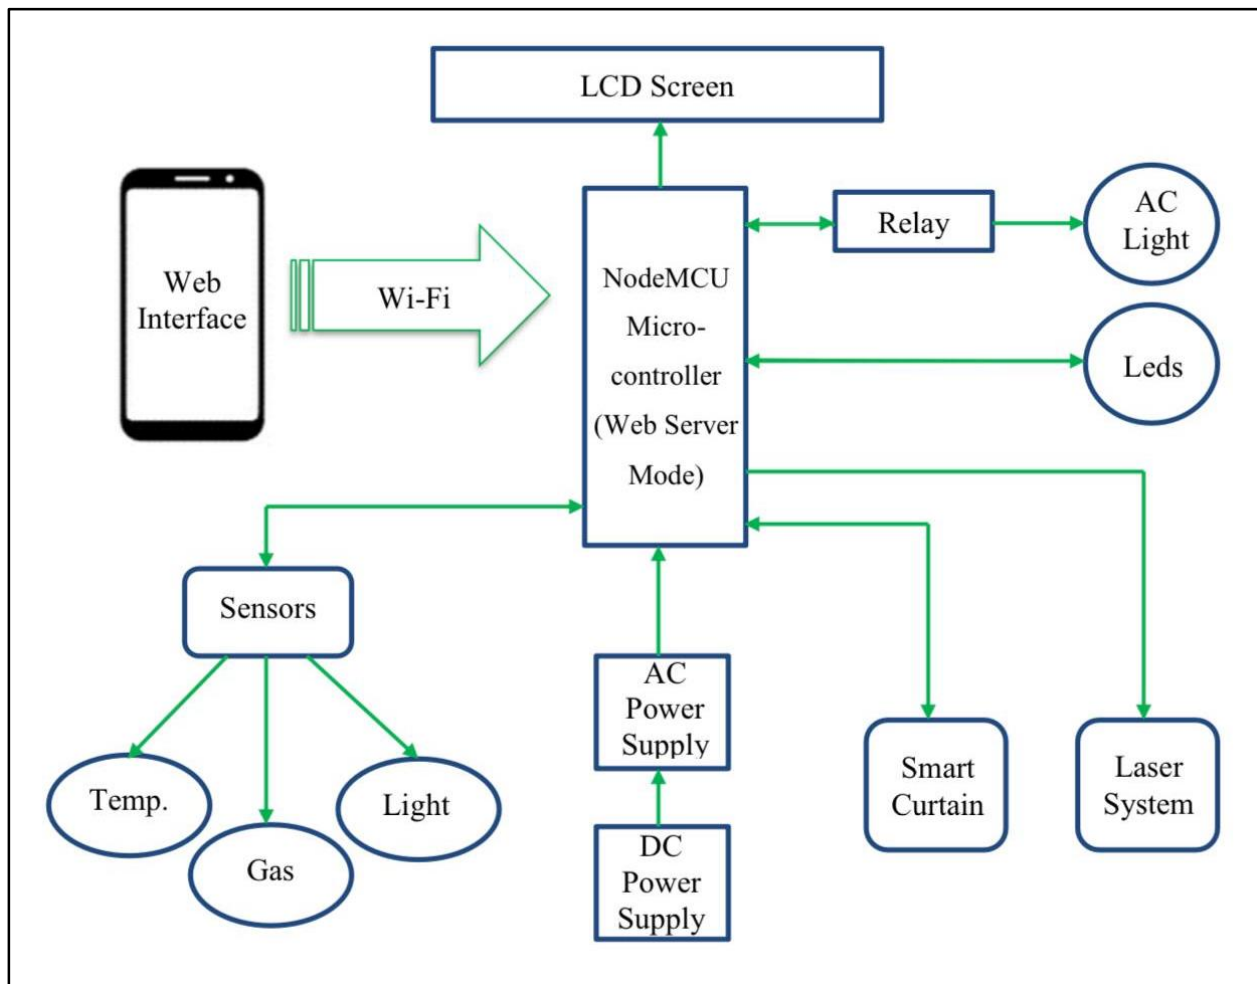 LCD Screen
Web
Interface
Wi-Fi
NodeMCU
Micro-
controller
(Web Server
Mode)
Relay
AC
Light
Leds
Sensors
Temp.
Gas
Light
AC
Power
Supply
DC
Power
Supply
Smart
Curtain
Laser
System